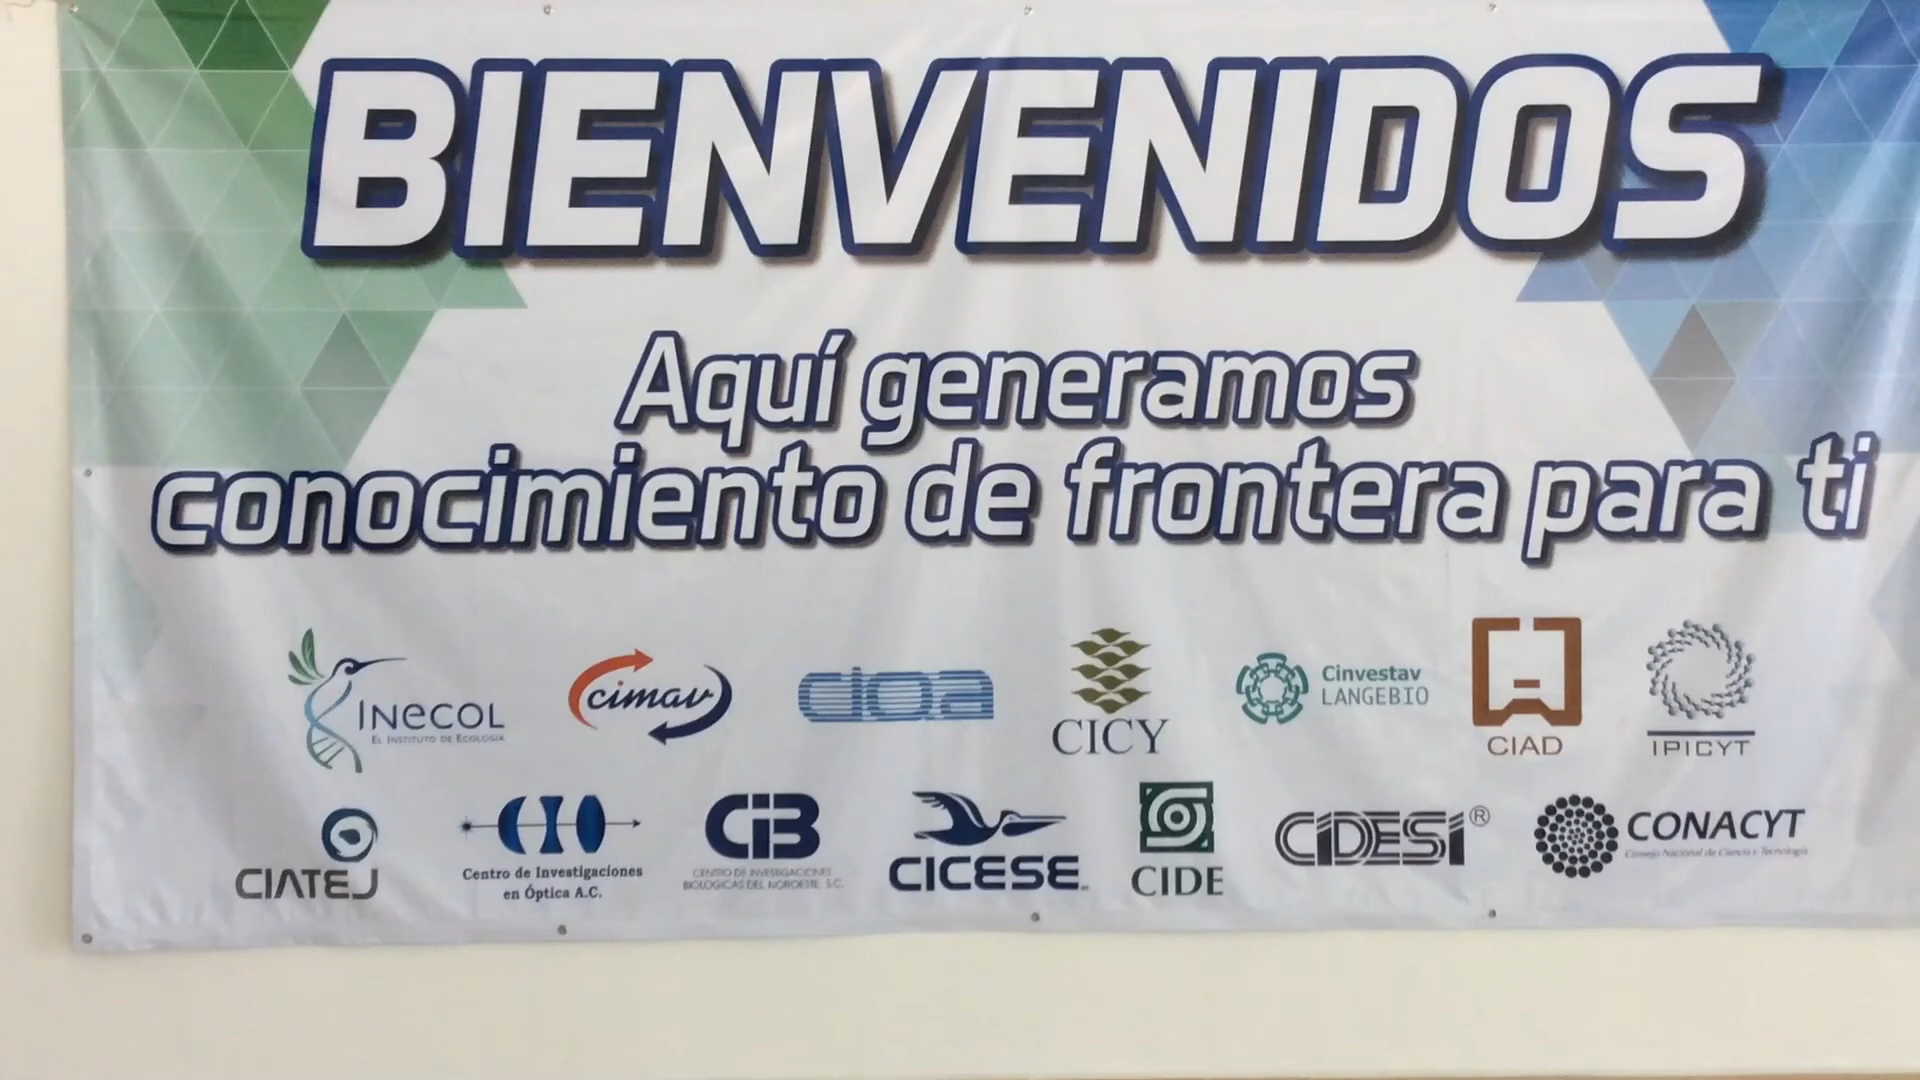 BIENVENIDOS
Aquí generamos
conocimiento de frontera para ti
INECOL
EL INSTITUTO DE ECOLOGÍA
cimav
CIQA
CICY
Cinvestav
LANGEBIO
CIAD
IPICYT
CIATEJ
CIO
Centro de Investigaciones
en Óptica A.C.
CIB
CENTRO DE INVESTIGACIONES
BIOLÓGICAS DEL NOROESTE, S.C.
CICESE
CIDE
CIDESI®
CONACYT
Consejo Nacional de Ciencia y Tecnología